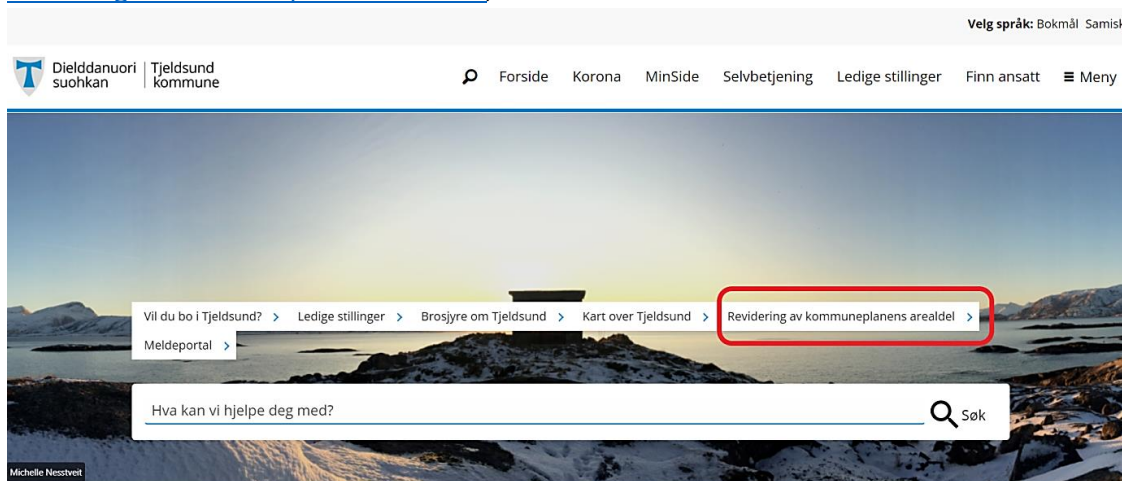 Velg språk: Bokmål Samisk
Dielddanuori suohkan | Tjeldsund kommune
Forside Korona MinSide Selvbetjening Ledige stillinger Finn ansatt Meny
Vil du bo i Tjeldsund? Ledige stillinger Brosjyre om Tjeldsund Kart over Tjeldsund Revidering av kommuneplanens arealdel
Meldeportal
Hva kan vi hjelpe deg med? Søk
Michelle Nesstveit